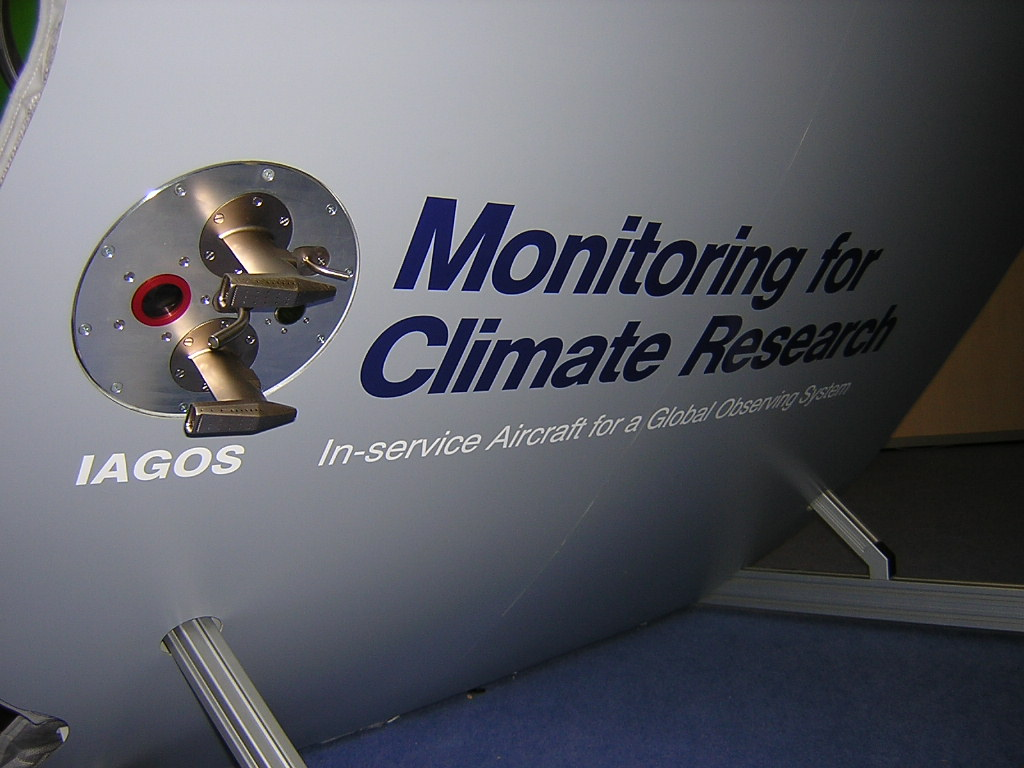 Monitoring for
Climate Research
In-service Aircraft for a Global Observing System
IAGOS